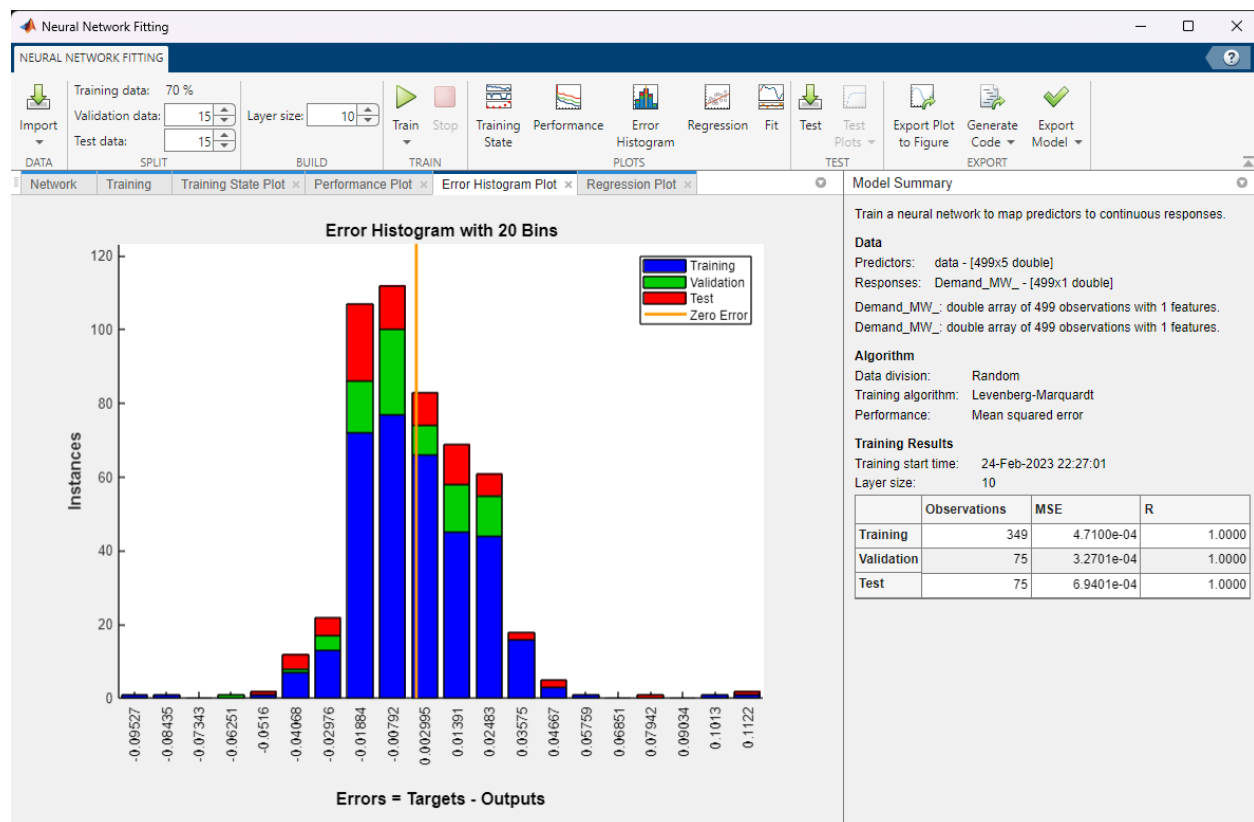 Neural Network Fitting
NEURAL NETWORK FITTING
?
Import
DATA
Training data: 70 %
Validation data: 15
Test data: 15
SPLIT
Layer size: 10
BUILD
Train
Stop
TRAIN
Training State
Performance
Error Histogram
Regression
Fit
PLOTS
Test
Test Plots
TEST
Export Plot to Figure
Generate Code
Export Model
EXPORT
Network
Training
Training State Plot ×
Performance Plot ×
Error Histogram Plot ×
Regression Plot ×
Error Histogram with 20 Bins
Training
Validation
Test
Zero Error
Instances
120
100
80
60
40
20
0
-0.09527
-0.08435
-0.07343
-0.06251
-0.0516
-0.04068
-0.02976
-0.01884
-0.00792
0.002995
0.01391
0.02483
0.03575
0.04667
0.05759
0.06851
0.07942
0.09034
0.1013
0.1122
Errors = Targets - Outputs
Model Summary
Train a neural network to map predictors to continuous responses.
Data
Predictors: data - [499x5 double]
Responses: Demand_MW_ - [499x1 double]
Demand_MW_: double array of 499 observations with 1 features.
Demand_MW_: double array of 499 observations with 1 features.
Algorithm
Data division: Random
Training algorithm: Levenberg-Marquardt
Performance: Mean squared error
Training Results
Training start time: 24-Feb-2023 22:27:01
Layer size: 10
Observations MSE R
Training 349 4.7100e-04 1.0000
Validation 75 3.2701e-04 1.0000
Test 75 6.9401e-04 1.0000